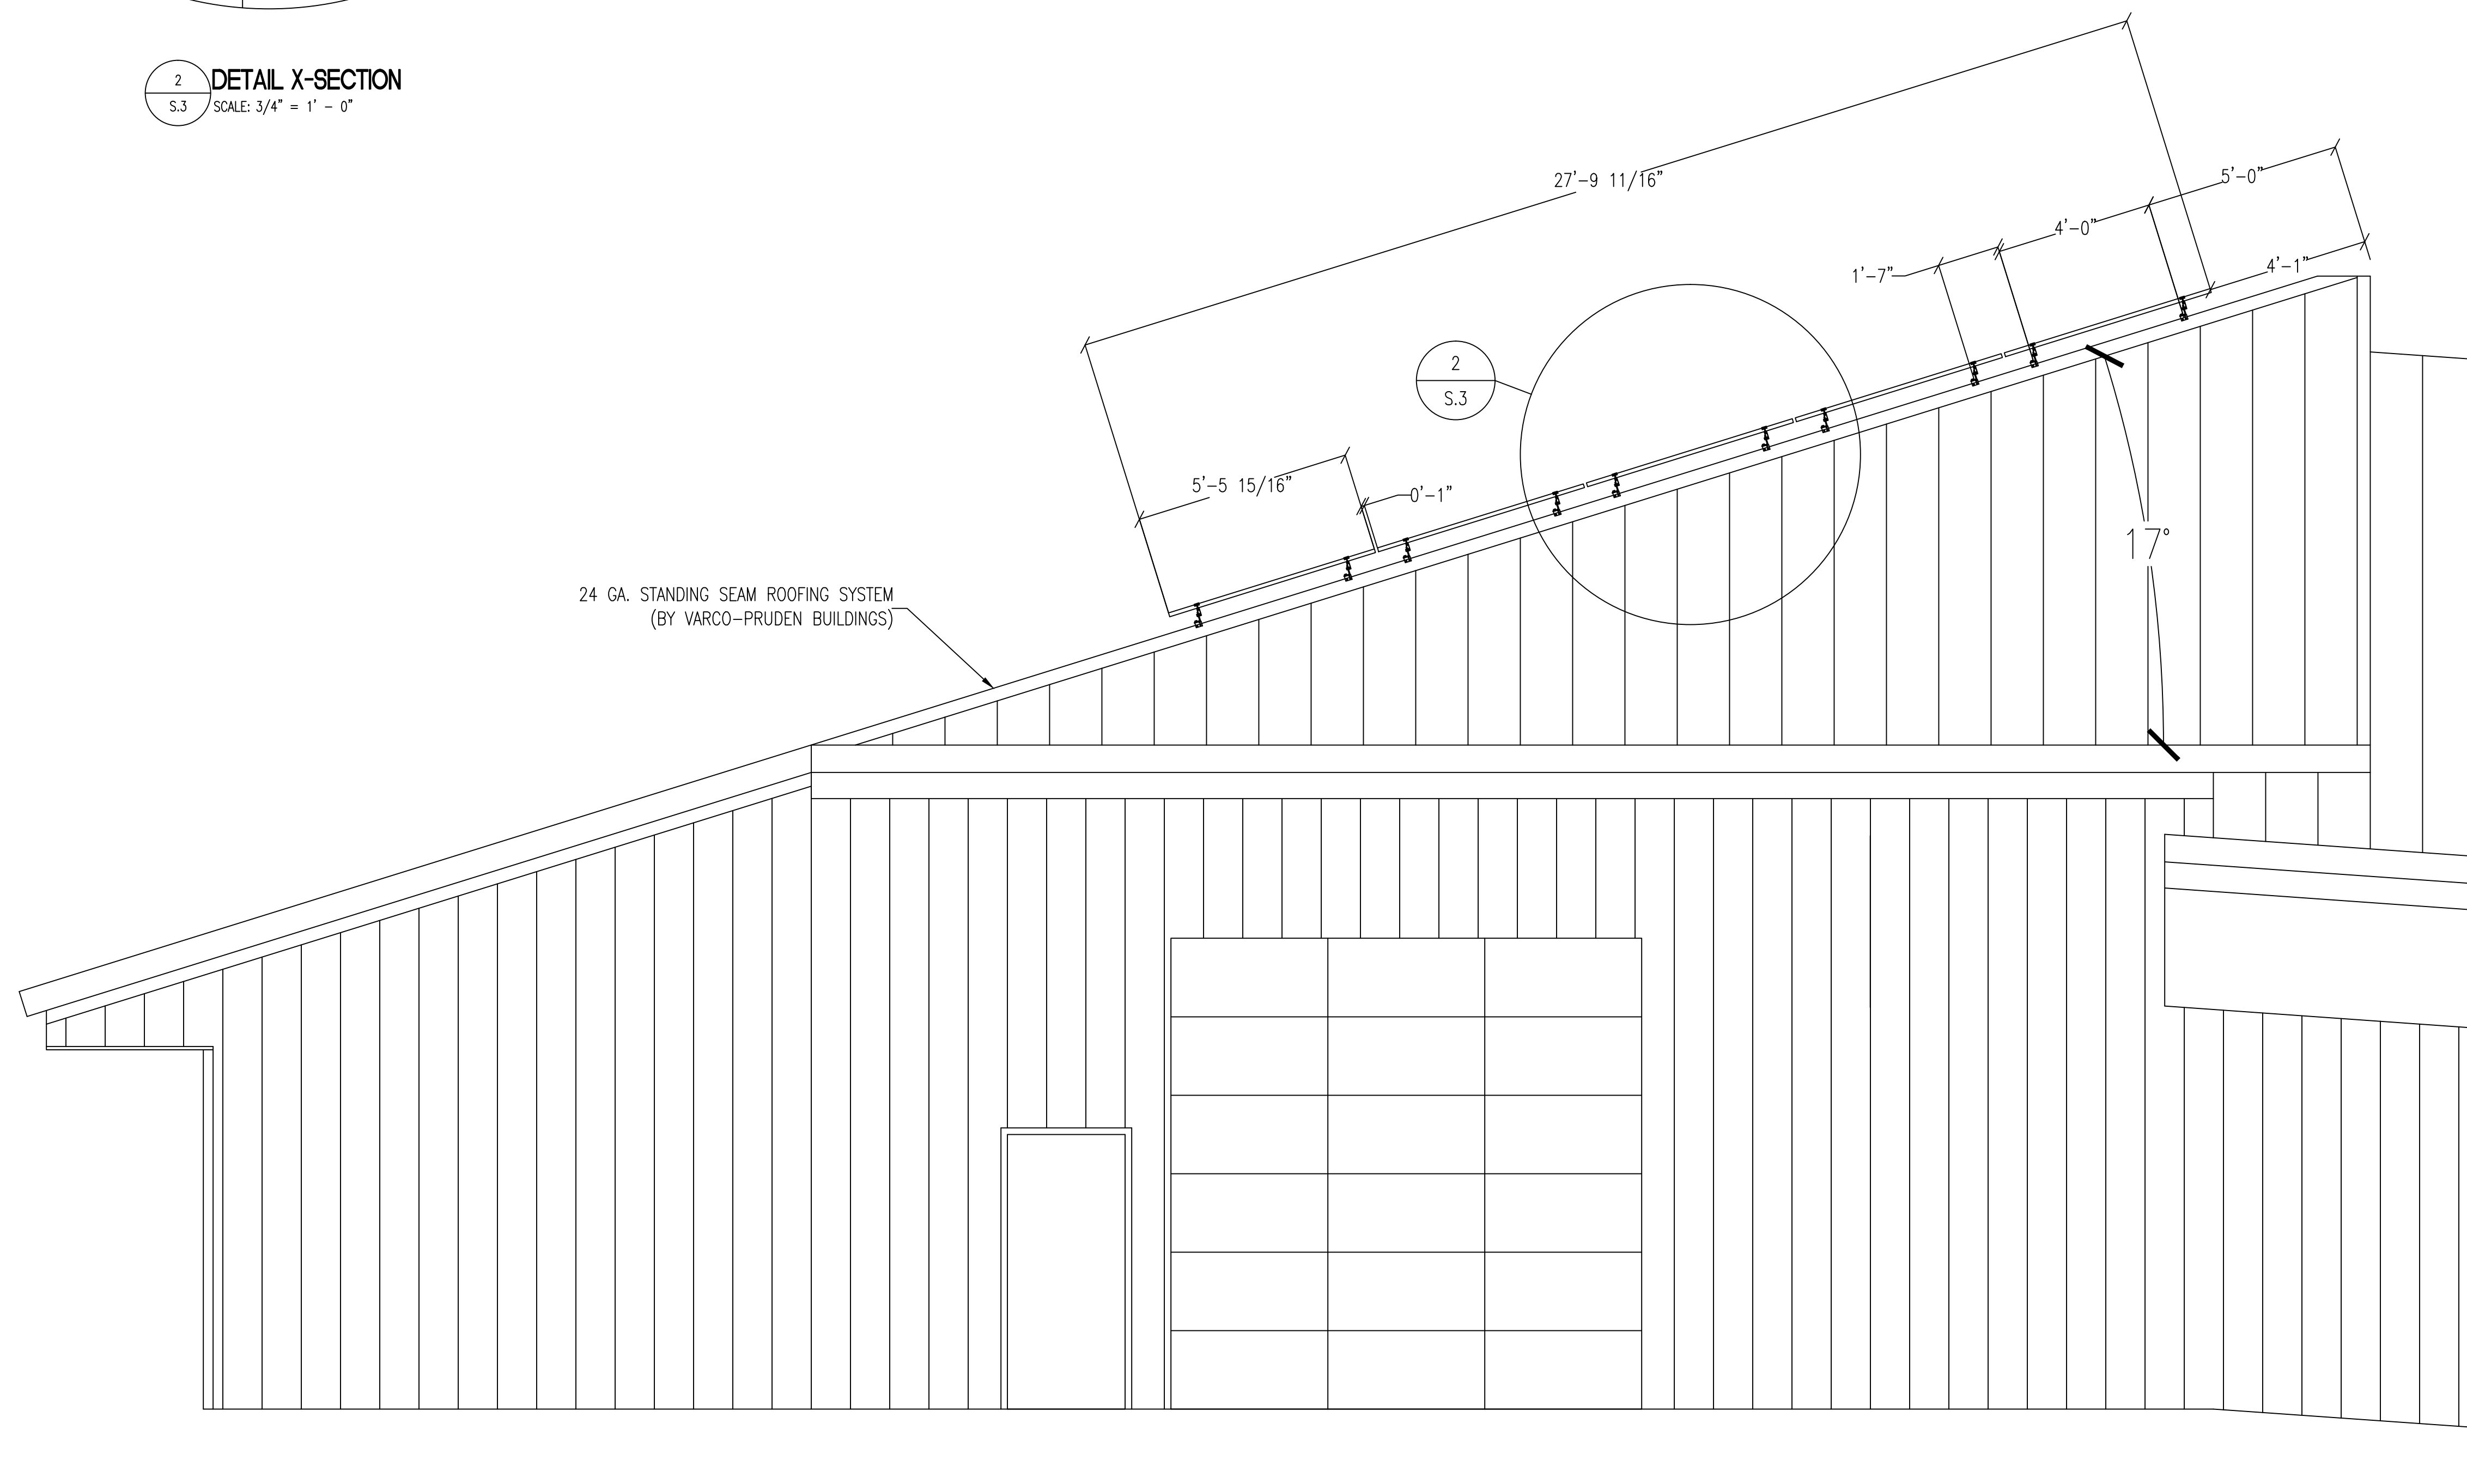 2
S.3
DETAIL X-SECTION
SCALE: 3/4" = 1' - 0"
27'-9 11/16"
5'-0"
4'-0"
4'-1"
1'-7"
2
S.3
5'-5 15/16"
0'-1"
17°
24 GA. STANDING SEAM ROOFING SYSTEM
(BY VARCO-PRUDEN BUILDINGS)